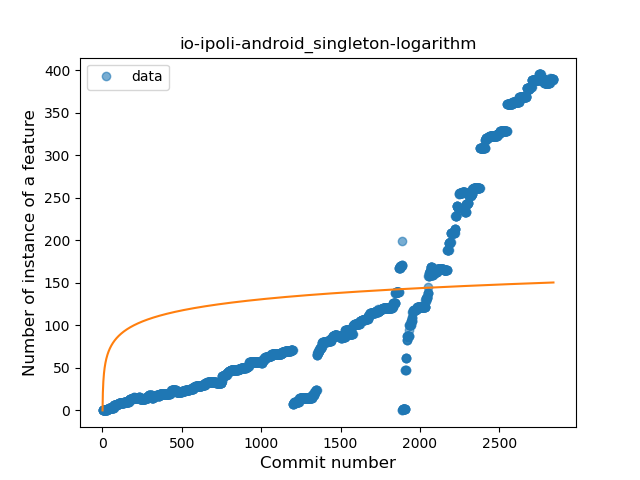 io-ipoli-android_singleton-logarithm
data
Number of instance of a feature
400
350
300
250
200
150
100
50
0
0 500 1000 1500 2000 2500
Commit number